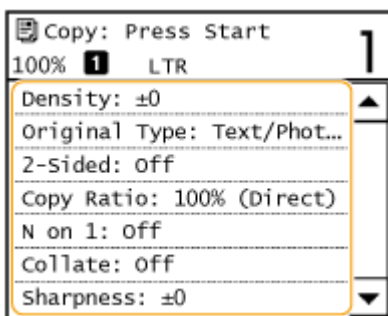 Copy: Press Start
1
100% 1 LTR
Density: ±0
Original Type: Text/Phot...
2-Sided: Off
Copy Ratio: 100% (Direct)
N on 1: Off
Collate: Off
Sharpness: ±0